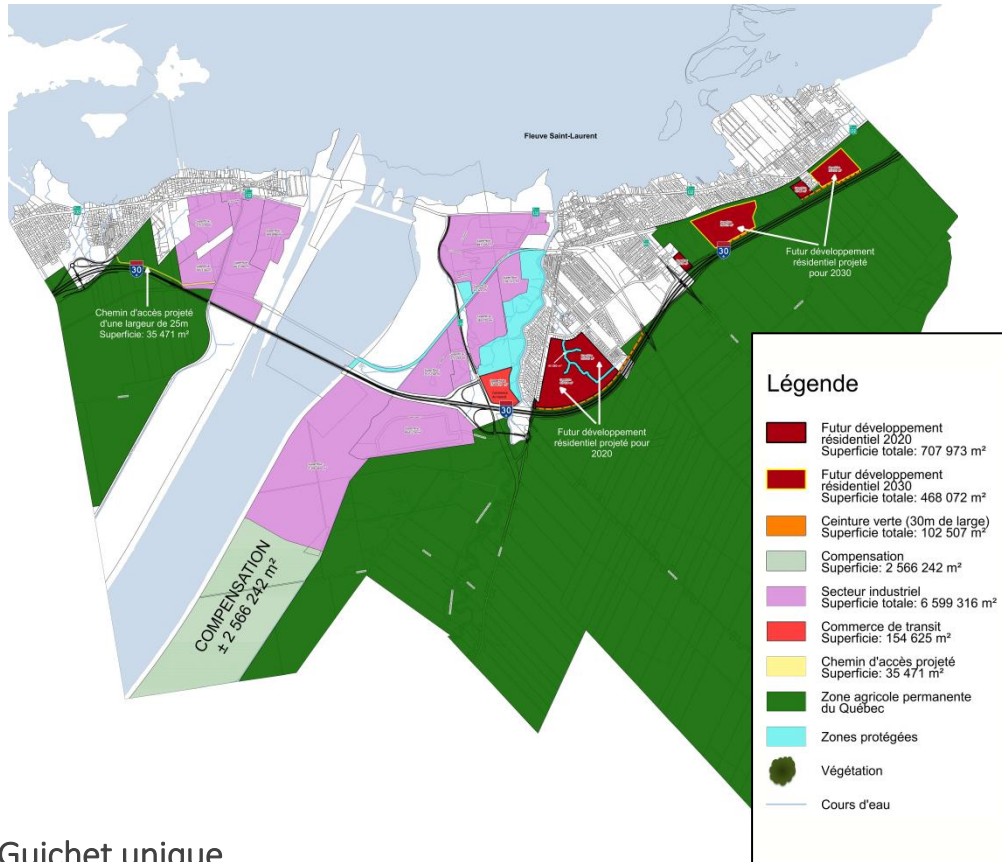 Fleuve Saint-Laurent
30
Chemin d'accès projeté
d'une largeur de 25m
Superficie: 35 471 m²
30
Futur développement
résidentiel projeté
pour 2030
30
Futur développement
résidentiel projeté pour
2020
COMPENSATION
± 2 566 242 m²
Légende
Futur développement
résidentiel 2020
Superficie totale: 707 973 m²
Futur développement
résidentiel 2030
Superficie totale: 468 072 m²
Ceinture verte (30m de large)
Superficie totale: 102 507 m²
Compensation
Superficie: 2 566 242 m²
Secteur industriel
Superficie totale: 6 599 316 m²
Commerce de transit
Superficie: 154 625 m²
Chemin d'accès projeté
Superficie: 35 471 m²
Zone agricole permanente
du Québec
Zones protégées
Végétation
Cours d'eau
Guichet unique